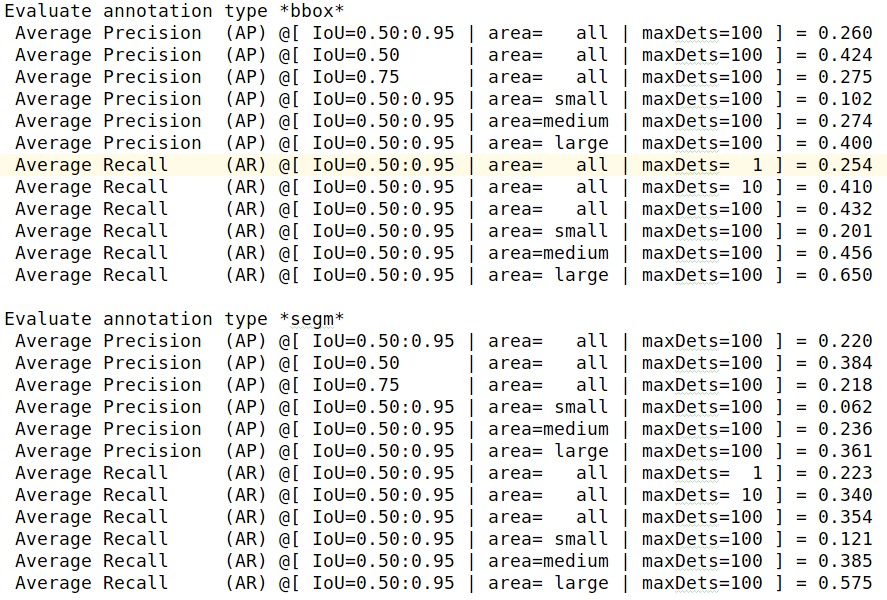 Evaluate annotation type *bbox*
 Average Precision  (AP) @[ IoU=0.50:0.95 | area=   all | maxDets=100 ] = 0.260
 Average Precision  (AP) @[ IoU=0.50      | area=   all | maxDets=100 ] = 0.424
 Average Precision  (AP) @[ IoU=0.75      | area=   all | maxDets=100 ] = 0.275
 Average Precision  (AP) @[ IoU=0.50:0.95 | area= small | maxDets=100 ] = 0.102
 Average Precision  (AP) @[ IoU=0.50:0.95 | area=medium | maxDets=100 ] = 0.274
 Average Precision  (AP) @[ IoU=0.50:0.95 | area= large | maxDets=100 ] = 0.400
 Average Recall     (AR) @[ IoU=0.50:0.95 | area=   all | maxDets=  1 ] = 0.254
 Average Recall     (AR) @[ IoU=0.50:0.95 | area=   all | maxDets= 10 ] = 0.410
 Average Recall     (AR) @[ IoU=0.50:0.95 | area=   all | maxDets=100 ] = 0.432
 Average Recall     (AR) @[ IoU=0.50:0.95 | area= small | maxDets=100 ] = 0.201
 Average Recall     (AR) @[ IoU=0.50:0.95 | area=medium | maxDets=100 ] = 0.456
 Average Recall     (AR) @[ IoU=0.50:0.95 | area= large | maxDets=100 ] = 0.650

Evaluate annotation type *segm*
 Average Precision  (AP) @[ IoU=0.50:0.95 | area=   all | maxDets=100 ] = 0.220
 Average Precision  (AP) @[ IoU=0.50      | area=   all | maxDets=100 ] = 0.384
 Average Precision  (AP) @[ IoU=0.75      | area=   all | maxDets=100 ] = 0.218
 Average Precision  (AP) @[ IoU=0.50:0.95 | area= small | maxDets=100 ] = 0.062
 Average Precision  (AP) @[ IoU=0.50:0.95 | area=medium | maxDets=100 ] = 0.236
 Average Precision  (AP) @[ IoU=0.50:0.95 | area= large | maxDets=100 ] = 0.361
 Average Recall     (AR) @[ IoU=0.50:0.95 | area=   all | maxDets=  1 ] = 0.223
 Average Recall     (AR) @[ IoU=0.50:0.95 | area=   all | maxDets= 10 ] = 0.340
 Average Recall     (AR) @[ IoU=0.50:0.95 | area=   all | maxDets=100 ] = 0.354
 Average Recall     (AR) @[ IoU=0.50:0.95 | area= small | maxDets=100 ] = 0.121
 Average Recall     (AR) @[ IoU=0.50:0.95 | area=medium | maxDets=100 ] = 0.385
 Average Recall     (AR) @[ IoU=0.50:0.95 | area= large | maxDets=100 ] = 0.575